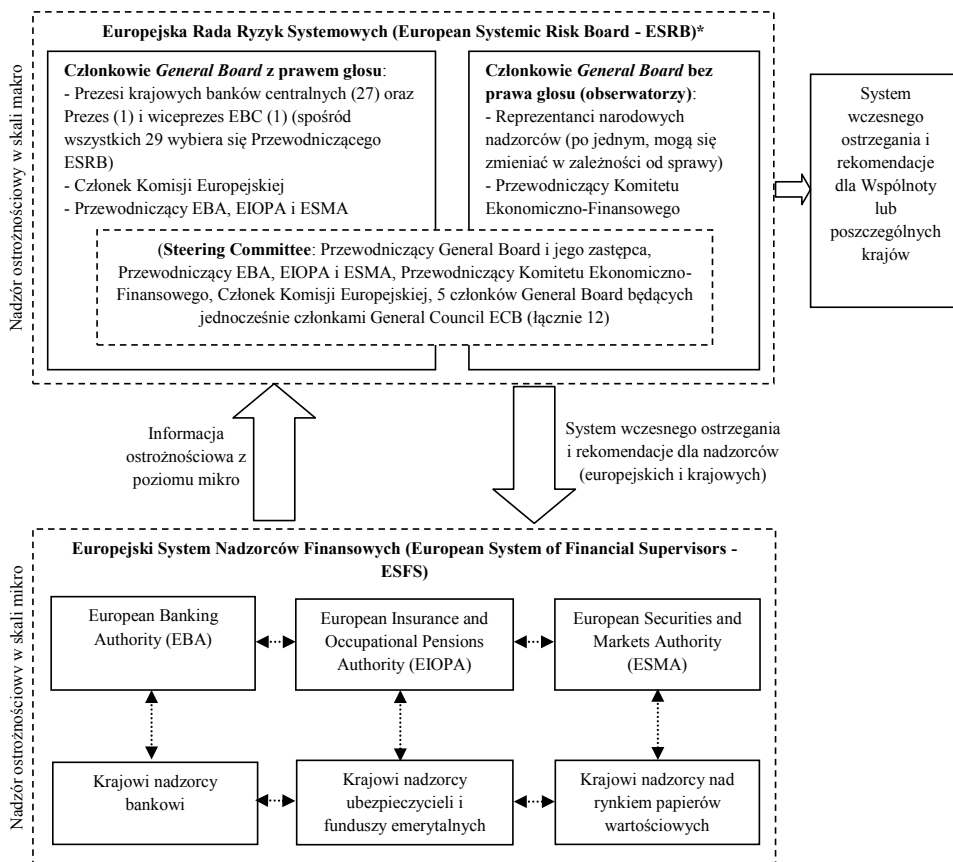 Nadzór ostrożnościowy w skali makro
Europejska Rada Ryzyk Systemowych (European Systemic Risk Board - ESRB)*
Członkowie General Board z prawem głosu:
- Prezesi krajowych banków centralnych (27) oraz
Prezes (1) i wiceprezes EBC (1) (spośród
wszystkich 29 wybiera się Przewodniczącego
ESRB)
- Członek Komisji Europejskiej
- Przewodniczący EBA, EIOPA i ESMA
Członkowie General Board bez
prawa głosu (obserwatorzy):
- Reprezentanci narodowych
nadzorców (po jednym, mogą się
zmieniać w zależności od sprawy)
- Przewodniczący Komitetu
Ekonomiczno-Finansowego
(Steering Committee: Przewodniczący General Board i jego zastępca,
Przewodniczący EBA, EIOPA i ESMA, Przewodniczący Komitetu Ekonomiczno-
Finansowego, Członek Komisji Europejskiej, 5 członków General Board będących
jednocześnie członkami General Council ECB (łącznie 12)
System
wczesnego
ostrzegania i
rekomendacje
dla Wspólnoty
lub
poszczególnych
krajów
Informacja
ostrożnościowa z
poziomu mikro
System wczesnego ostrzegania
i rekomendacje dla nadzorców
(europejskich i krajowych)
Nadzór ostrożnościowy w skali mikro
Europejski System Nadzorców Finansowych (European System of Financial Supervisors -
ESFS)
European Banking
Authority (EBA)
European Insurance and
Occupational Pensions
Authority (EIOPA)
European Securities and
Markets Authority
(ESMA)
Krajowi nadzorcy
bankowi
Krajowi nadzorcy
ubezpieczycieli i
funduszy emerytalnych
Krajowi nadzorcy nad
rynkiem papierów
wartościowych